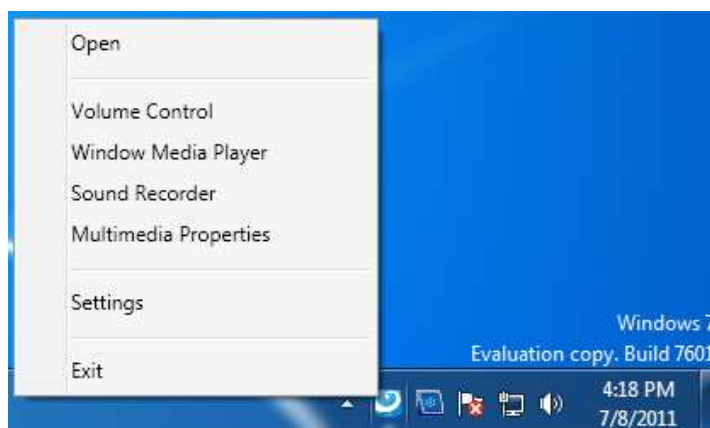 Open
Volume Control
Window Media Player
Sound Recorder
Multimedia Properties
Settings
Exit
Windows 7
Evaluation copy. Build 7601
4:18 PM
7/8/2011